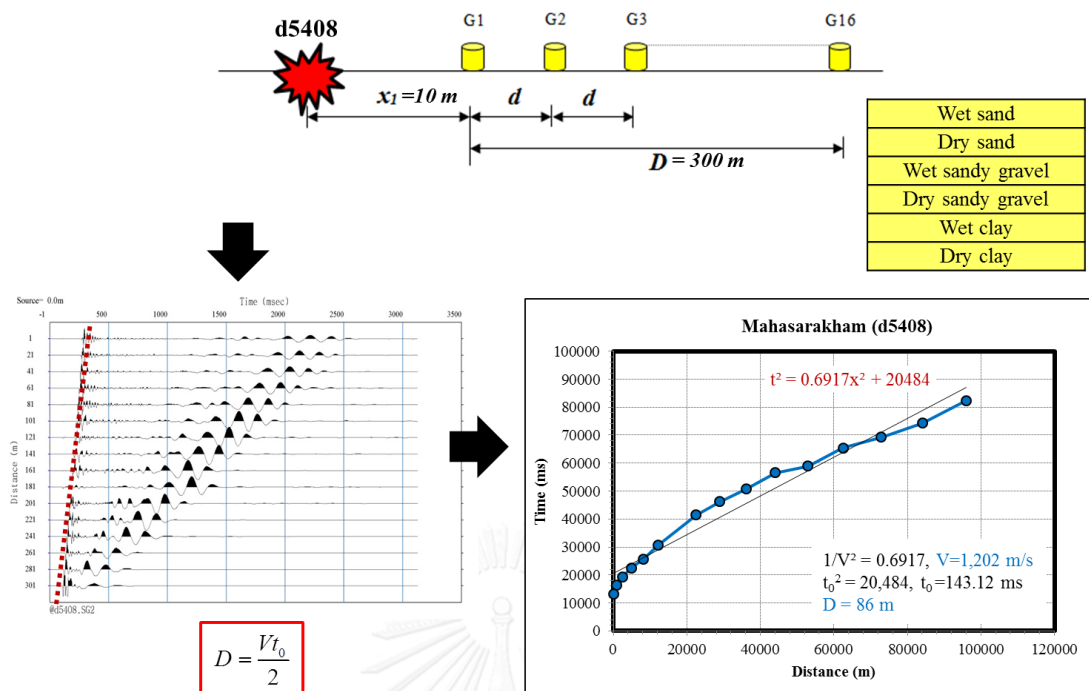 d5408
G1
G2
G3
G16
x₁ =10 m
d
d
D = 300 m
Wet sand
Dry sand
Wet sandy gravel
Dry sandy gravel
Wet clay
Dry clay
Source= 0.0m
Time (msec)
-1 500 1000 1500 2000 2500 3000 3500
Distance (m)
1
21
41
61
81
101
121
141
161
181
201
221
241
261
281
301
@d5408.SG2
D = Vt₀/2
Mahasarakham (d5408)
t² = 0.6917x² + 20484
Time (ms)
100000
90000
80000
70000
60000
50000
40000
30000
20000
10000
0
1/V² = 0.6917, V=1,202 m/s
t₀² = 20,484, t₀=143.12 ms
D = 86 m
0 20000 40000 60000 80000 100000 120000
Distance (m)